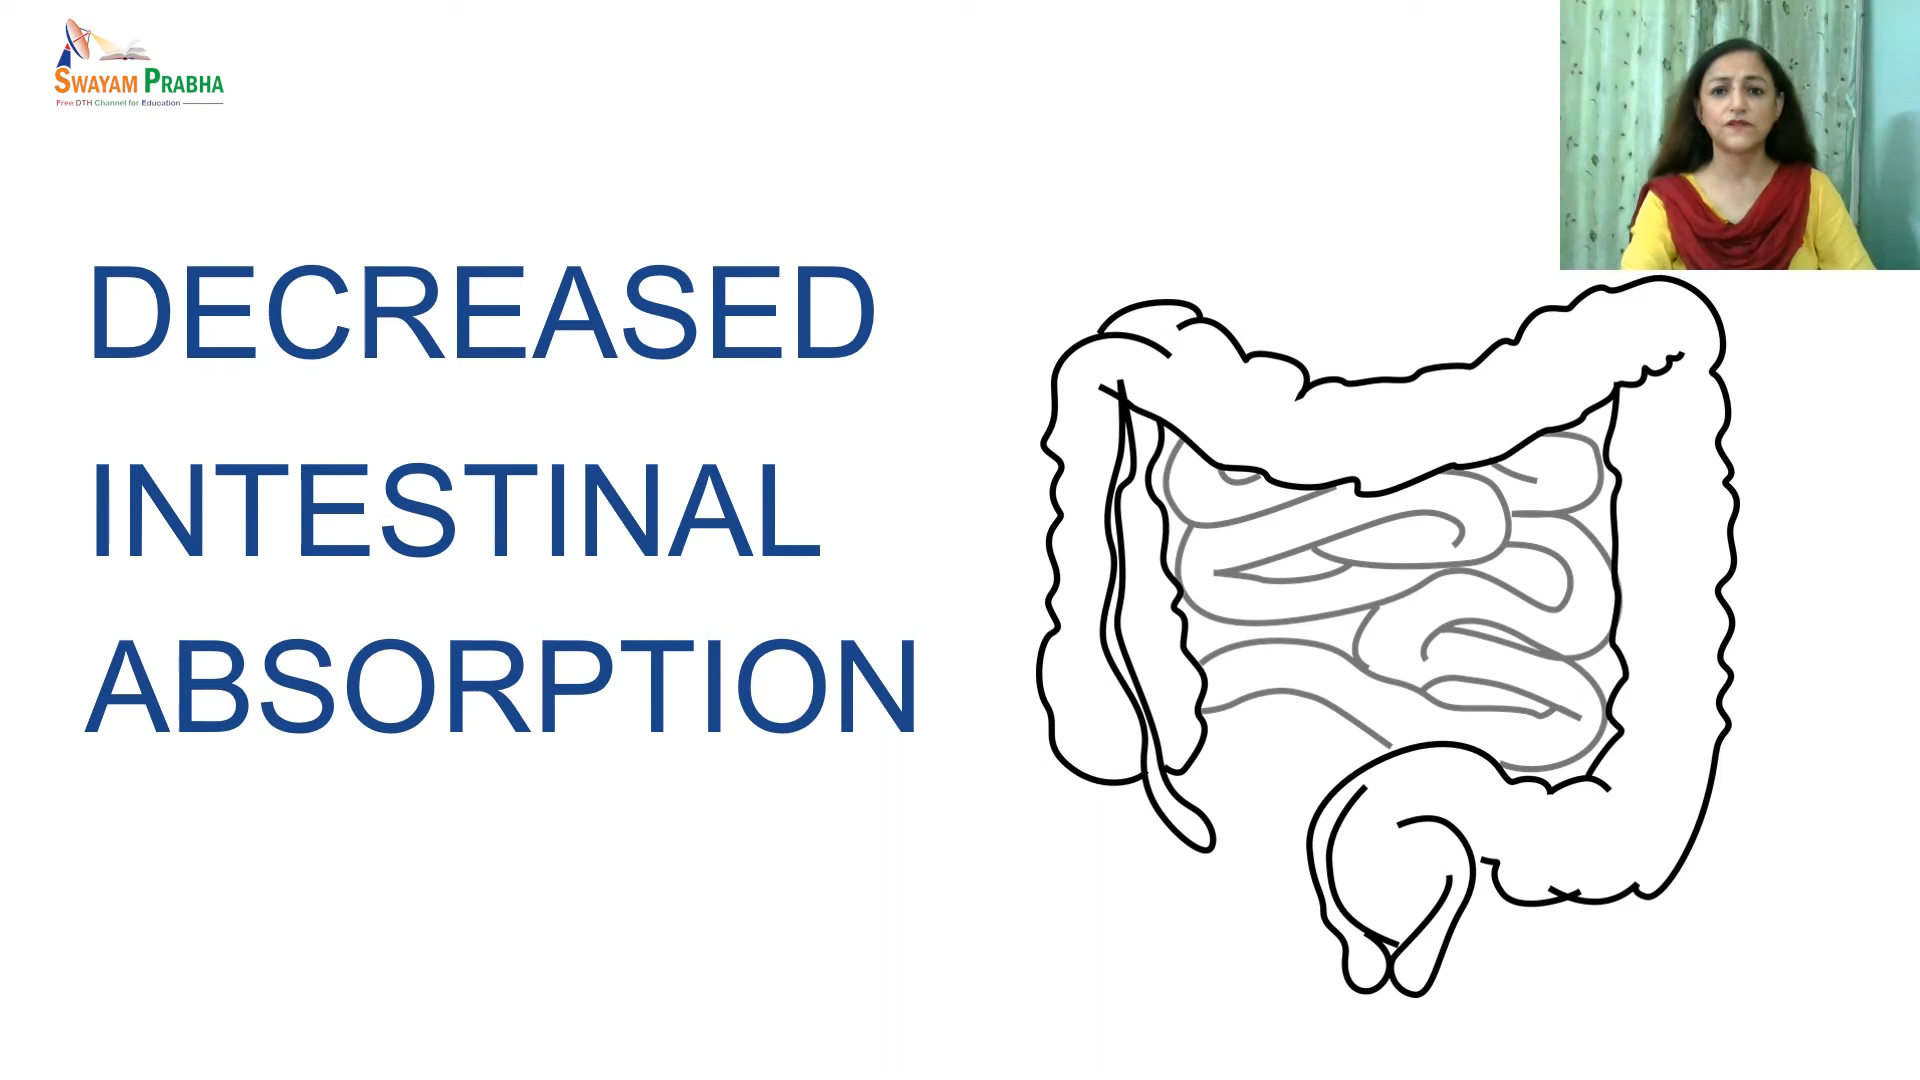 SWAYAM PRABHA
Free DTH Channel for Education
DECREASED
INTESTINAL
ABSORPTION